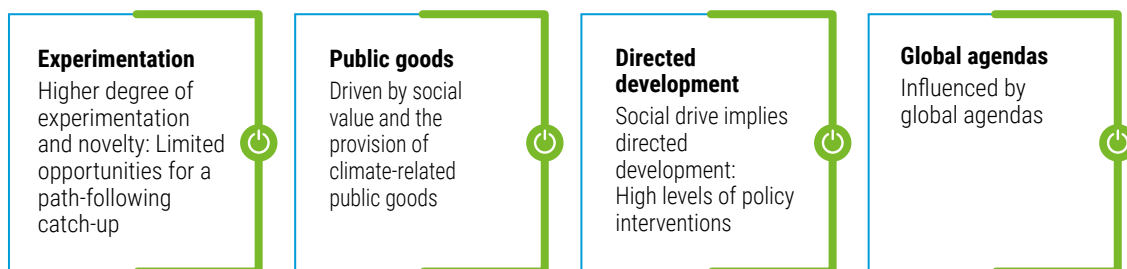 Experimentation
Higher degree of
experimentation
and novelty: Limited
opportunities for a
path-following
catch-up
Public goods
Driven by social
value and the
provision of
climate-related
public goods
Directed
development
Social drive implies
directed
development:
High levels of policy
interventions
Global agendas
Influenced by
global agendas